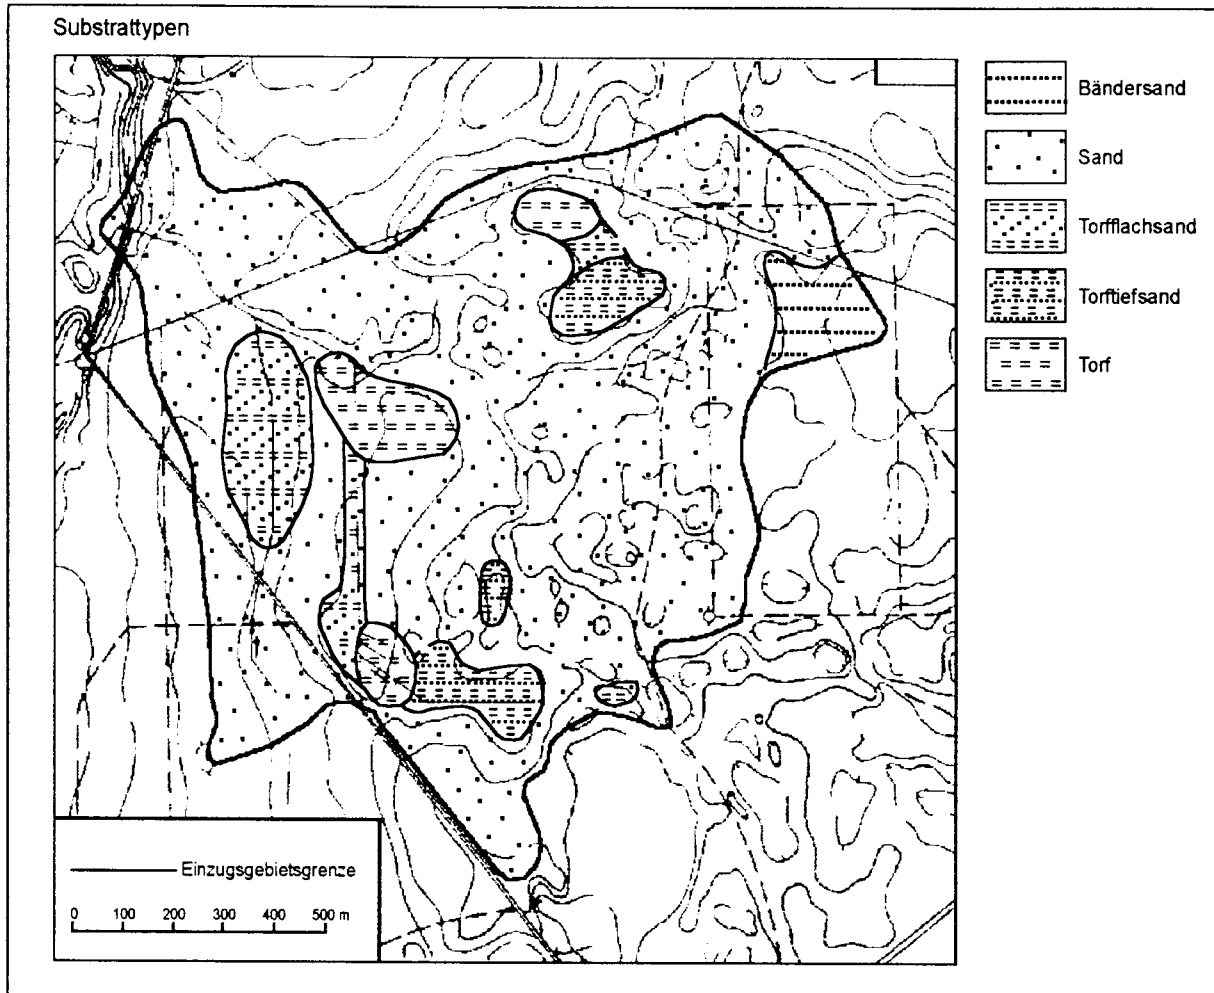 Substrattypen
Bändersand
Sand
Torfflachsand
Torftiefsand
Torf
Einzugsgebietsgrenze
0 100 200 300 400 500 m